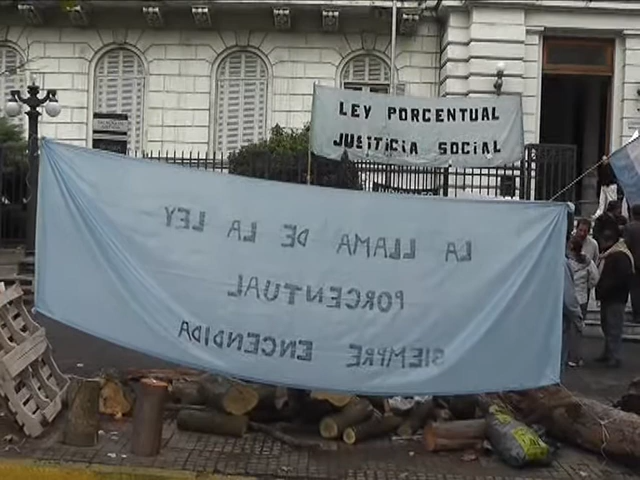 LEY PORCENTUAL
JUSTICIA SOCIAL
LA LLAMA DE LA LEY
PORCENTUAL
SIEMPRE ENCENDIDA